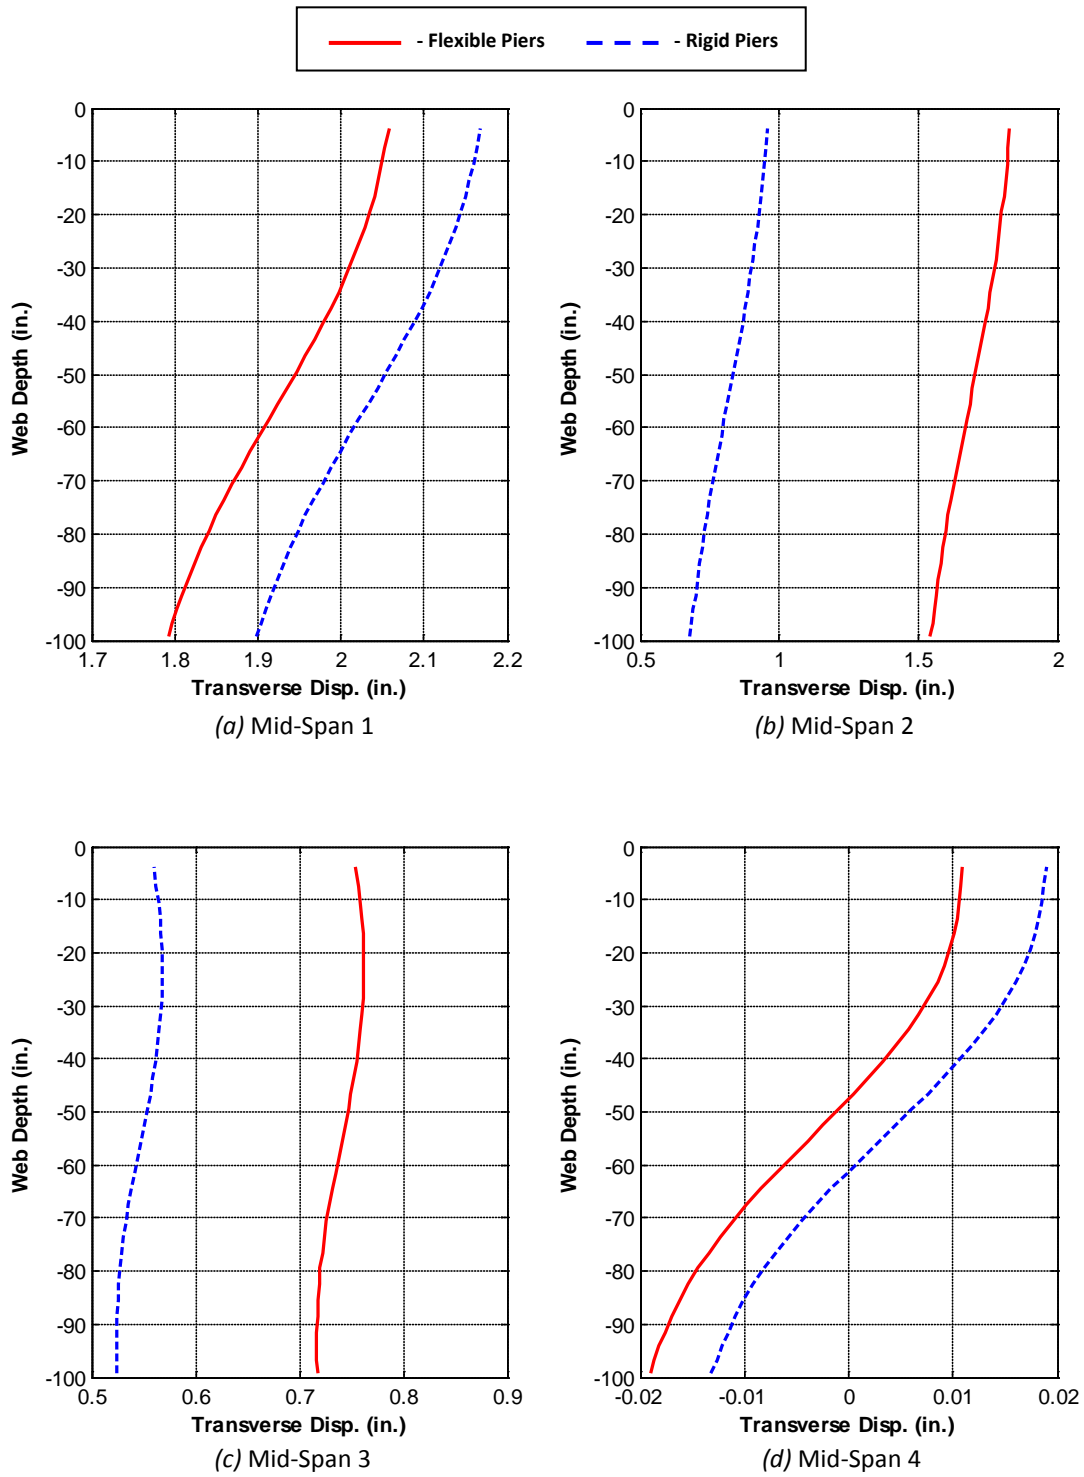 - Flexible Piers - Rigid Piers
0
-10
-20
-30
-40
-50
-60
-70
-80
-90
-100
Web Depth (in.)
1.7 1.8 1.9 2 2.1 2.2
Transverse Disp. (in.)
(a) Mid-Span 1
0
-10
-20
-30
-40
-50
-60
-70
-80
-90
-100
Web Depth (in.)
0.5 1 1.5 2
Transverse Disp. (in.)
(b) Mid-Span 2
0
-10
-20
-30
-40
-50
-60
-70
-80
-90
-100
Web Depth (in.)
0.5 0.6 0.7 0.8 0.9
Transverse Disp. (in.)
(c) Mid-Span 3
0
-10
-20
-30
-40
-50
-60
-70
-80
-90
-100
Web Depth (in.)
-0.02 -0.01 0 0.01 0.02
Transverse Disp. (in.)
(d) Mid-Span 4